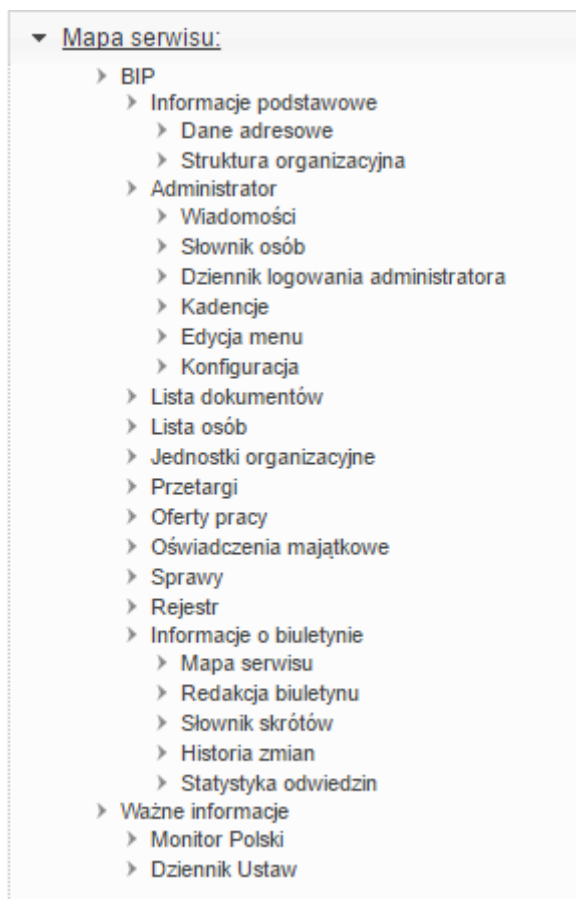 Mapa serwisu:
BIP
Informacje podstawowe
Dane adresowe
Struktura organizacyjna
Administrator
Wiadomości
Słownik osób
Dziennik logowania administratora
Kadencje
Edycja menu
Konfiguracja
Lista dokumentów
Lista osób
Jednostki organizacyjne
Przetargi
Oferty pracy
Oświadczenia majątkowe
Sprawy
Rejestr
Informacje o biuletynie
Mapa serwisu
Redakcja biuletynu
Słownik skrótów
Historia zmian
Statystyka odwiedzin
Ważne informacje
Monitor Polski
Dziennik Ustaw